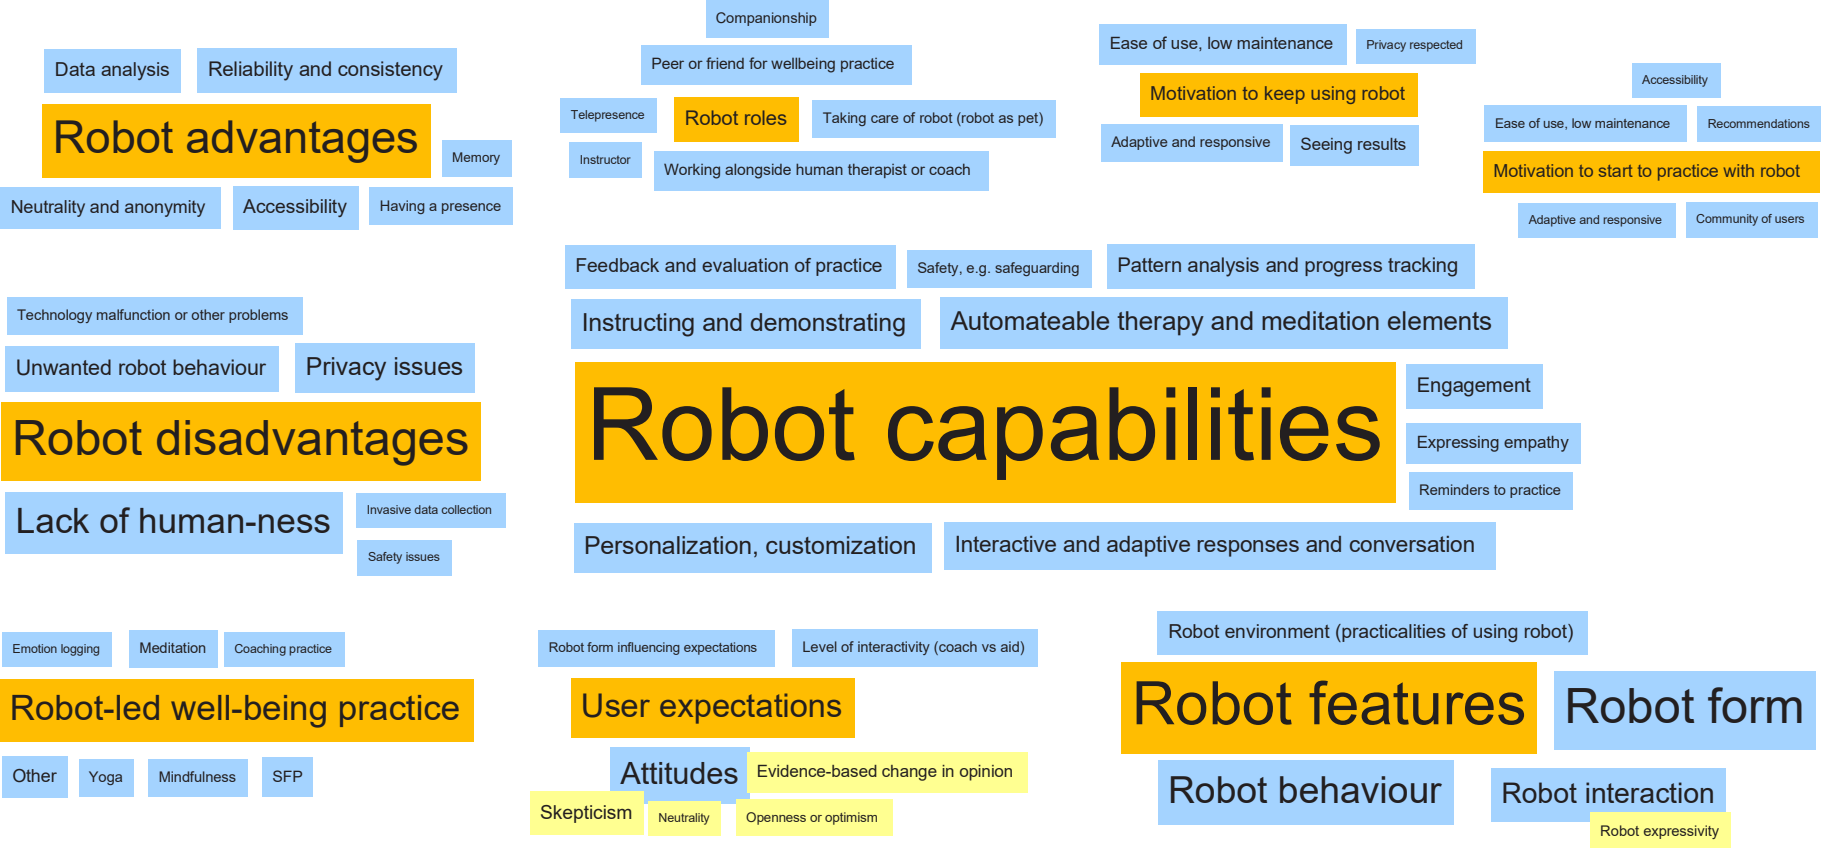 Data analysis
Reliability and consistency
Robot advantages
Memory
Neutrality and anonymity
Accessibility
Having a presence
Companionship
Peer or friend for wellbeing practice
Telepresence
Robot roles
Taking care of robot (robot as pet)
Instructor
Working alongside human therapist or coach
Ease of use, low maintenance
Privacy respected
Motivation to keep using robot
Adaptive and responsive
Seeing results
Accessibility
Ease of use, low maintenance
Recommendations
Motivation to start to practice with robot
Adaptive and responsive
Community of users
Technology malfunction or other problems
Unwanted robot behaviour
Privacy issues
Robot disadvantages
Lack of human-ness
Invasive data collection
Safety issues
Feedback and evaluation of practice
Safety, e.g. safeguarding
Pattern analysis and progress tracking
Instructing and demonstrating
Automateable therapy and meditation elements
Robot capabilities
Engagement
Expressing empathy
Reminders to practice
Personalization, customization
Interactive and adaptive responses and conversation
Emotion logging
Meditation
Coaching practice
Robot-led well-being practice
Other
Yoga
Mindfulness
SFP
Robot form influencing expectations
Level of interactivity (coach vs aid)
User expectations
Attitudes
Evidence-based change in opinion
Skepticism
Neutrality
Openness or optimism
Robot environment (practicalities of using robot)
Robot features
Robot form
Robot behaviour
Robot interaction
Robot expressivity